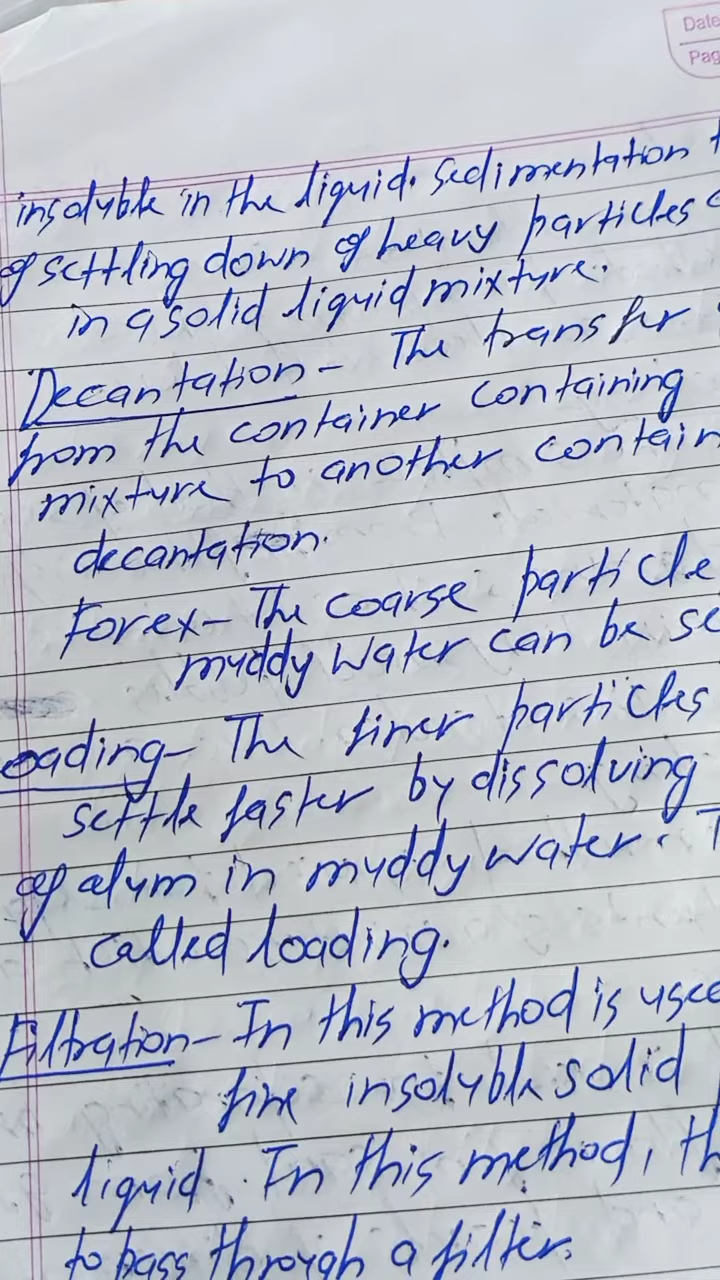 Date
Pag
insoluble in the liquid. Sedimentation
of settling down of heavy particles
in a solid liquid mixture.
Decantation - The transfer
from the container containing
mixture to another contain
decantation.
Forex - The coarse particle
muddy water can be se
oading - The finer particles
settle faster by dissolving
of alum in muddy water. T
called loading.
Filtration - In this method is use
fine insoluble solid
liquid. In this method, th
to pass through a filter.